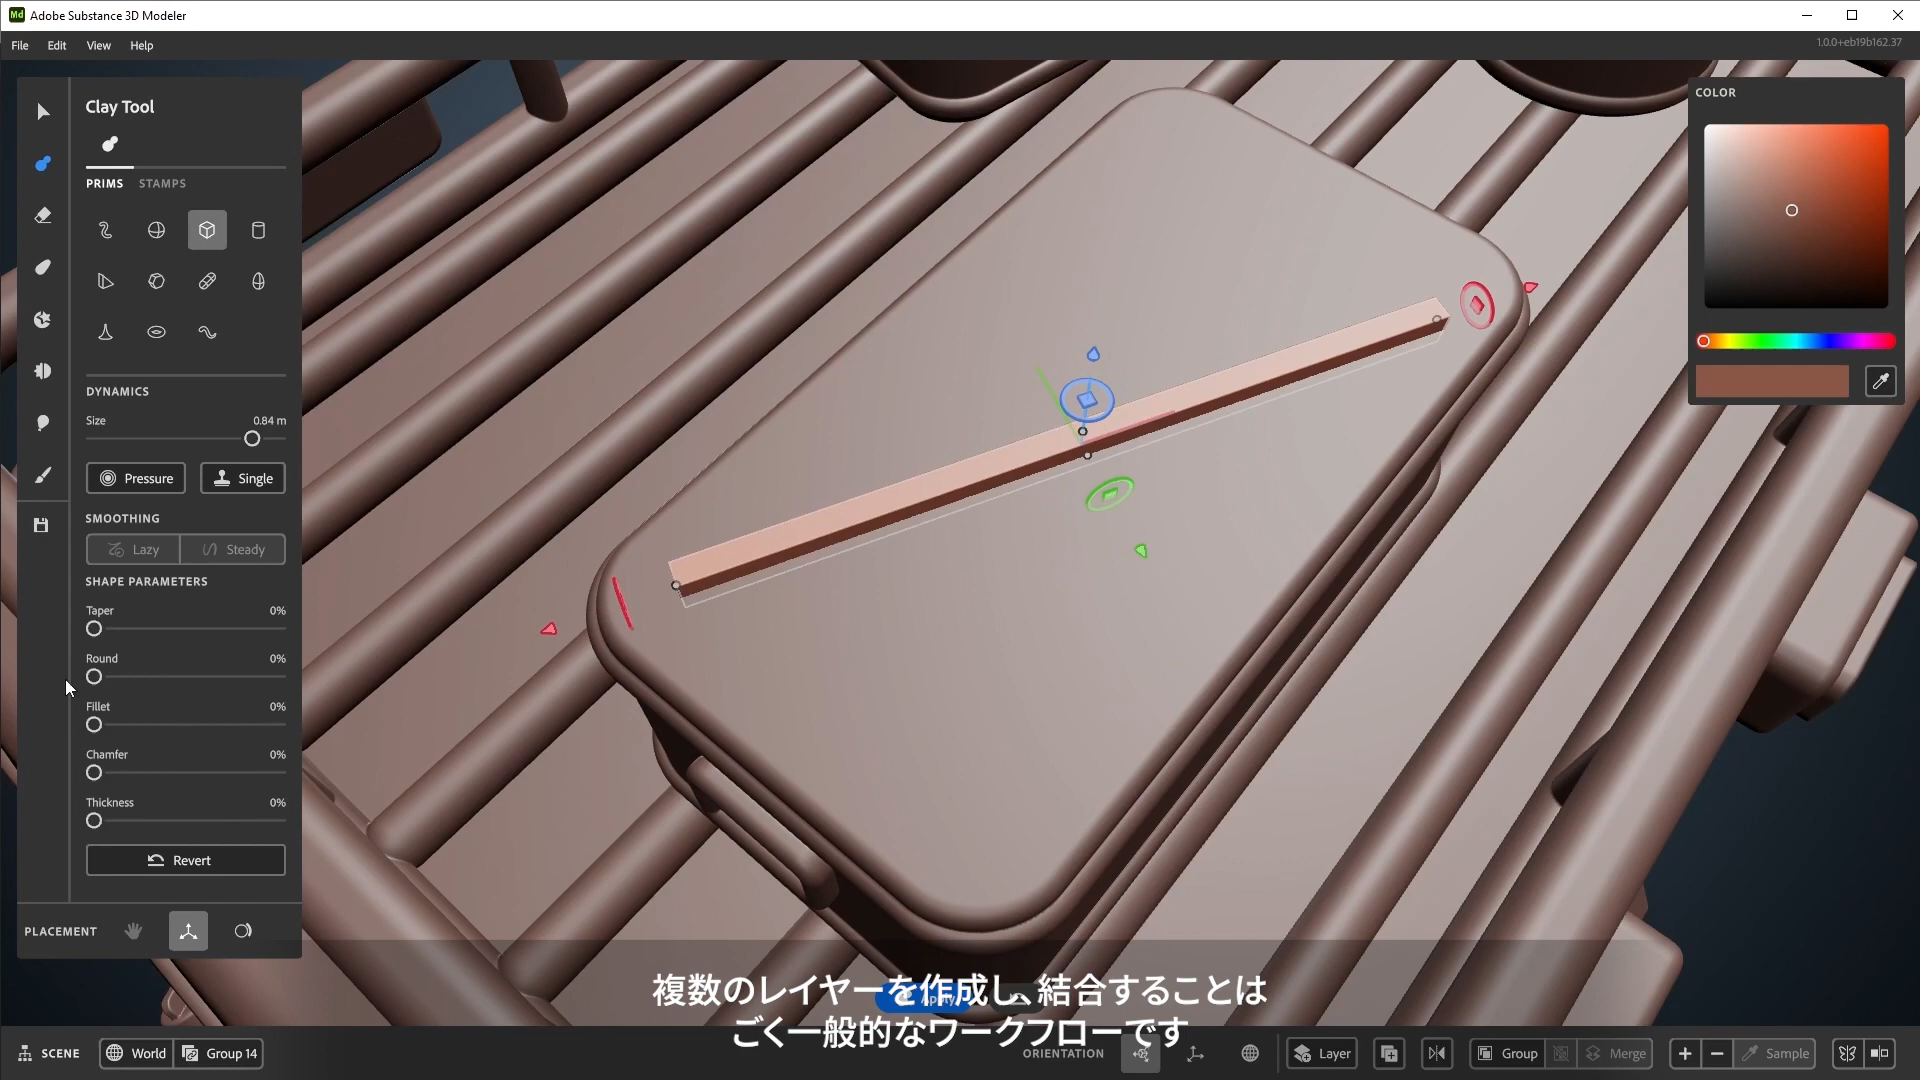 Md Adobe Substance 3D Modeler
File Edit View Help
1.0.0+eb19b162.37
Clay Tool
PRIMS STAMPS
DYNAMICS
Size 0.84 m
Pressure Single
SMOOTHING
Lazy Steady
SHAPE PARAMETERS
Taper 0%
Round 0%
Fillet 0%
Chamfer 0%
Thickness 0%
Revert
PLACEMENT
COLOR
複数のレイヤーを作成し、結合することは
ごく一般的なワークフローです
SCENE World Group 14 ORIENTATION Layer Group Merge Sample